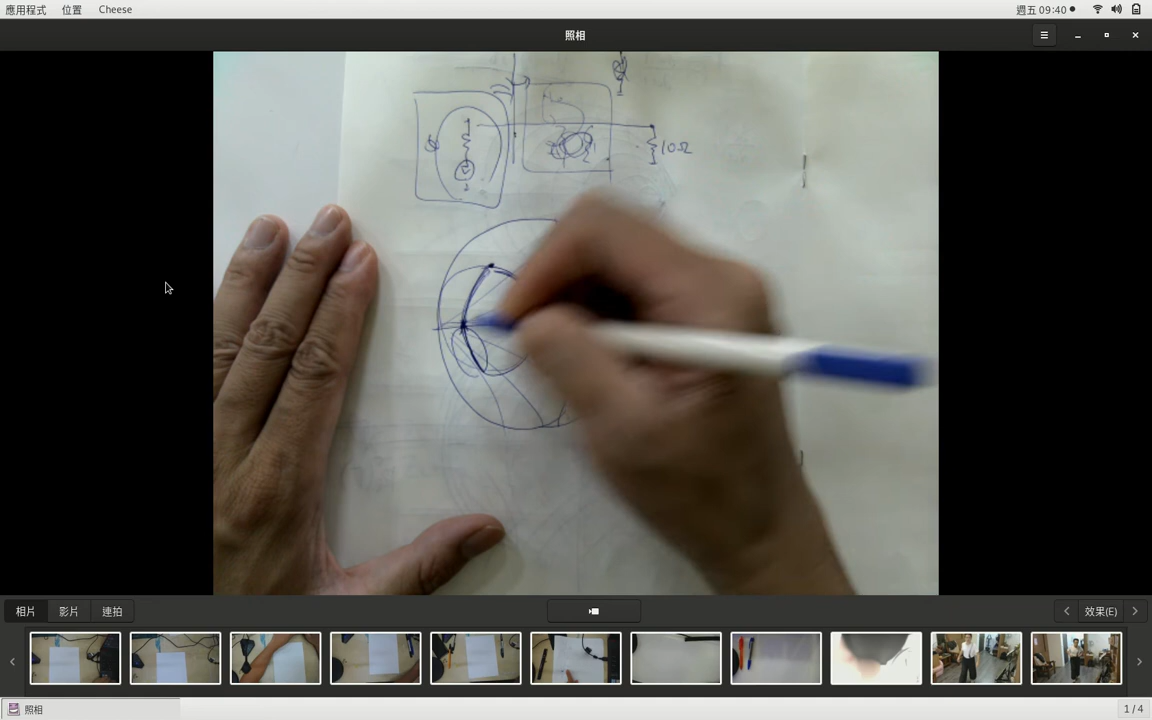 應用程式 位置 Cheese 週五 09:40
照相
10Ω
相片 影片 連拍 效果(E)
照相 1 / 4